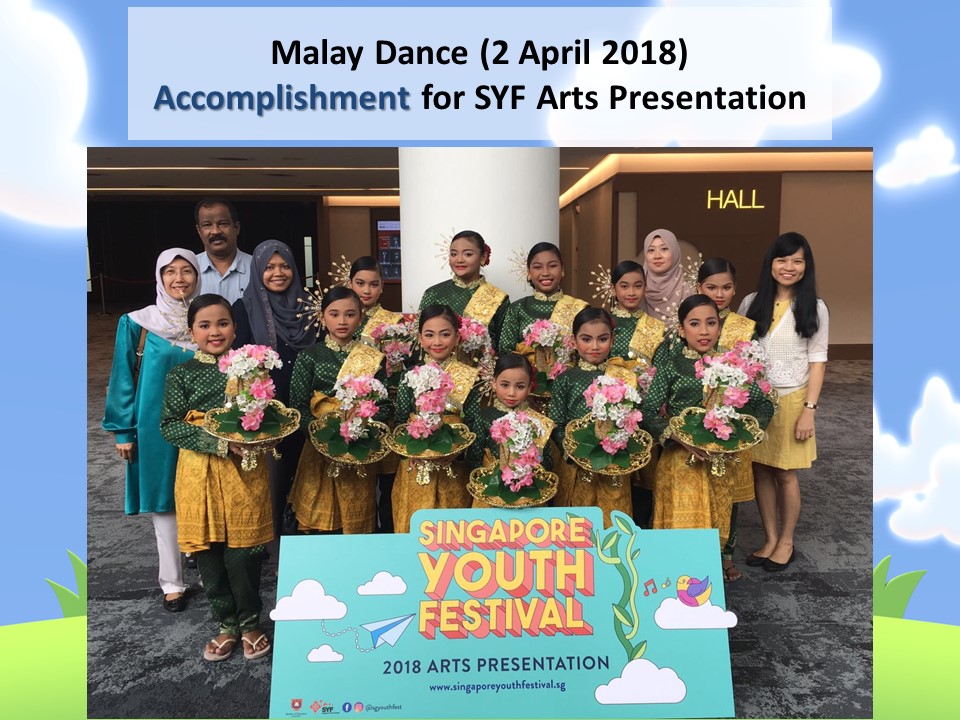 Malay Dance (2 April 2018)
Accomplishment for SYF Arts Presentation
HALL
SINGAPORE
YOUTH
FESTIVAL
2018 ARTS PRESENTATION
www.singaporeyouthfestival.sg
SYF
@sgyouthfest